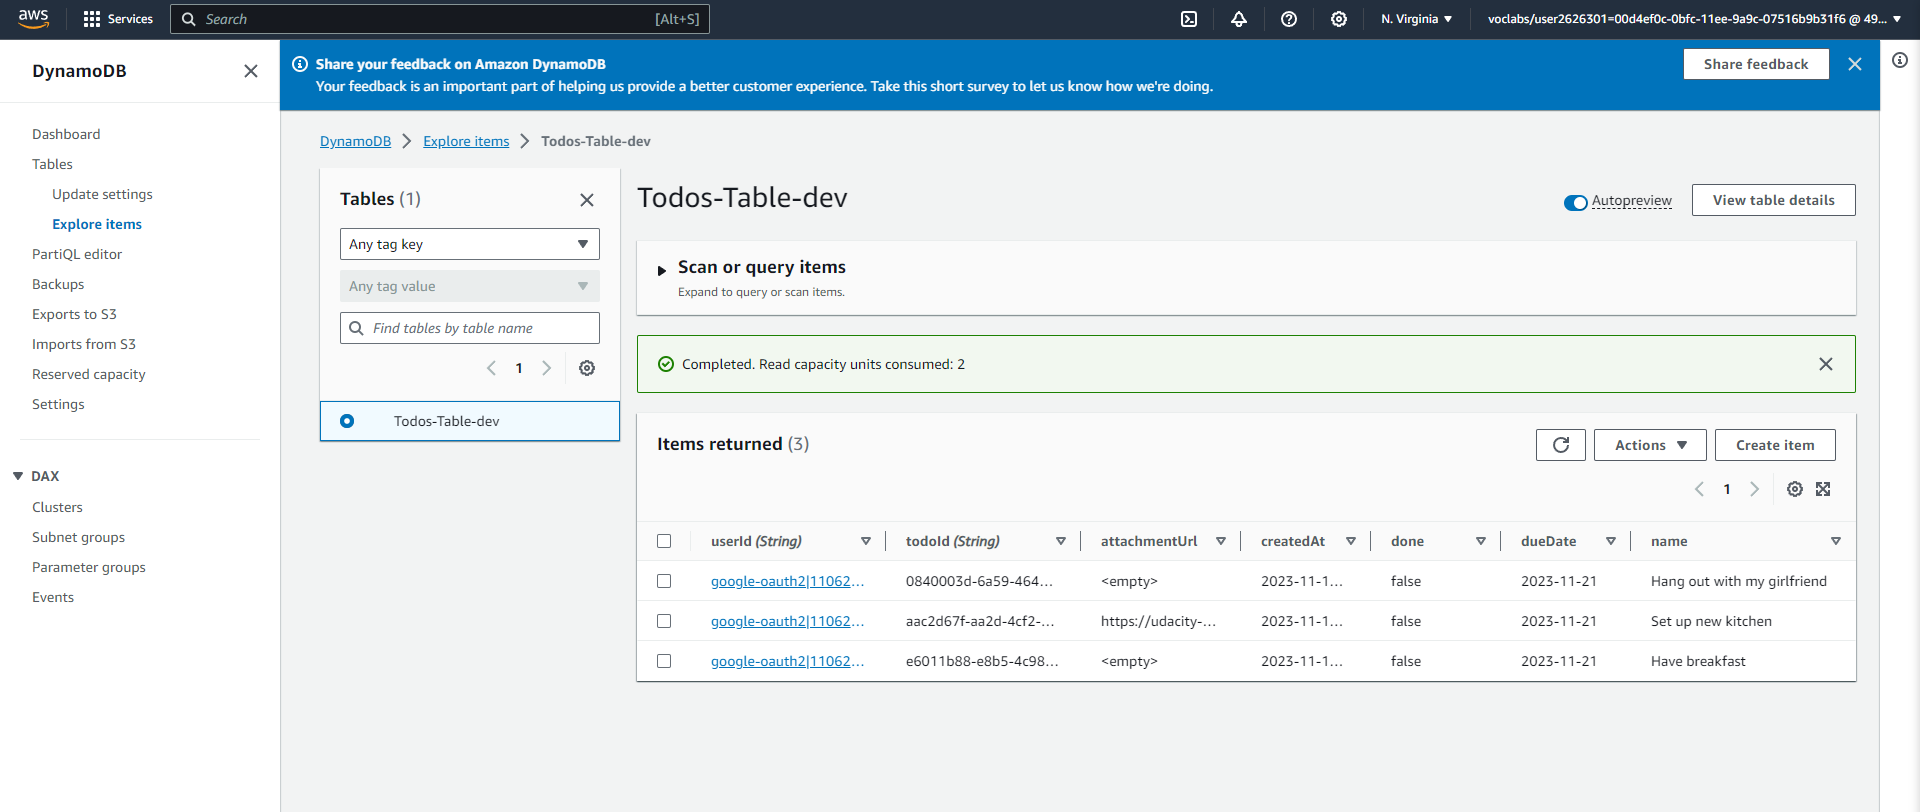 aws
Services
Search [Alt+S]
N. Virginia
voclabs/user2626301=00d4ef0c-0bfc-11ee-9a9c-07516b9b31f6 @ 49...
DynamoDB
Dashboard
Tables
Update settings
Explore items
PartiQL editor
Backups
Exports to S3
Imports from S3
Reserved capacity
Settings
DAX
Clusters
Subnet groups
Parameter groups
Events
Share your feedback on Amazon DynamoDB
Your feedback is an important part of helping us provide a better customer experience. Take this short survey to let us know how we're doing.
Share feedback
DynamoDB
Explore items
Todos-Table-dev
Tables (1)
Any tag key
Any tag value
Find tables by table name
1
Todos-Table-dev
Todos-Table-dev
Autopreview
View table details
Scan or query items
Expand to query or scan items.
Completed. Read capacity units consumed: 2
Items returned (3)
Actions
Create item
1
userId (String) todoId (String) attachmentUrl createdAt done dueDate name
google-oauth2|11062... 0840003d-6a59-464... <empty> 2023-11-1... false 2023-11-21 Hang out with my girlfriend
google-oauth2|11062... aac2d67f-aa2d-4cf2-... https://udacity-... 2023-11-1... false 2023-11-21 Set up new kitchen
google-oauth2|11062... e6011b88-e8b5-4c98... <empty> 2023-11-1... false 2023-11-21 Have breakfast